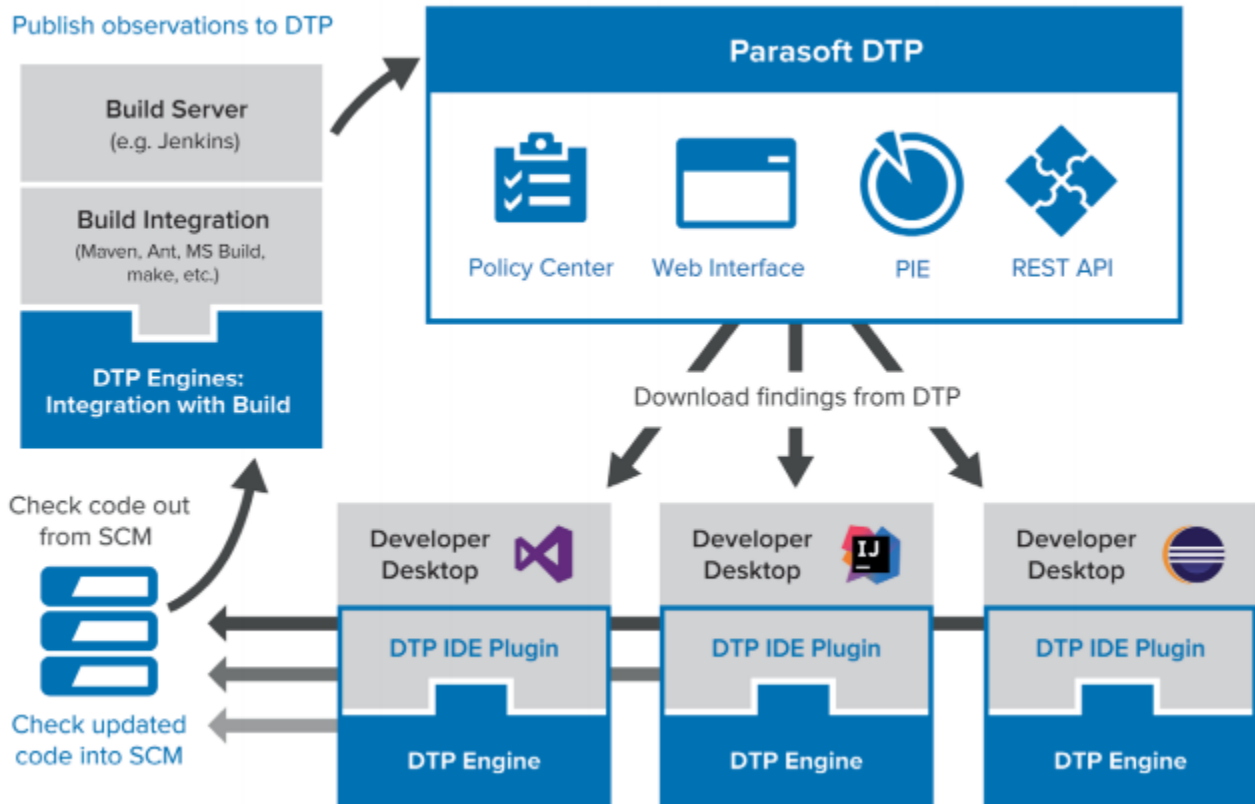 Publish observations to DTP
Build Server
(e.g. Jenkins)
Build Integration
(Maven, Ant, MS Build,
make, etc.)
DTP Engines:
Integration with Build
Parasoft DTP
Policy Center
Web Interface
PIE
REST API
Download findings from DTP
Check code out
from SCM
Check updated
code into SCM
Developer
Desktop
DTP IDE Plugin
DTP Engine
Developer
Desktop
IJ
DTP IDE Plugin
DTP Engine
Developer
Desktop
DTP IDE Plugin
DTP Engine